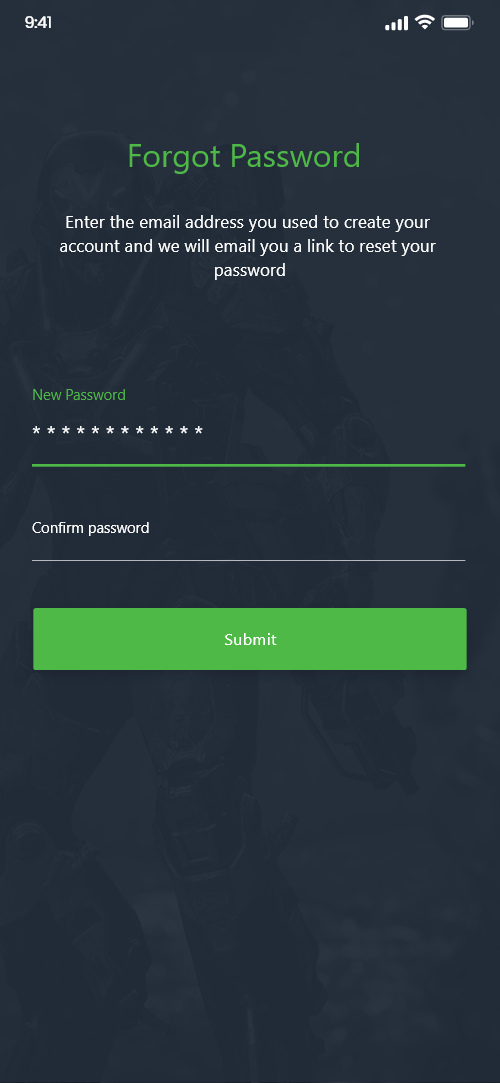 9:41
Forgot Password
Enter the email address you used to create your
account and we will email you a link to reset your
password
New Password
* * * * * * * * * * * *
Confirm password
Submit